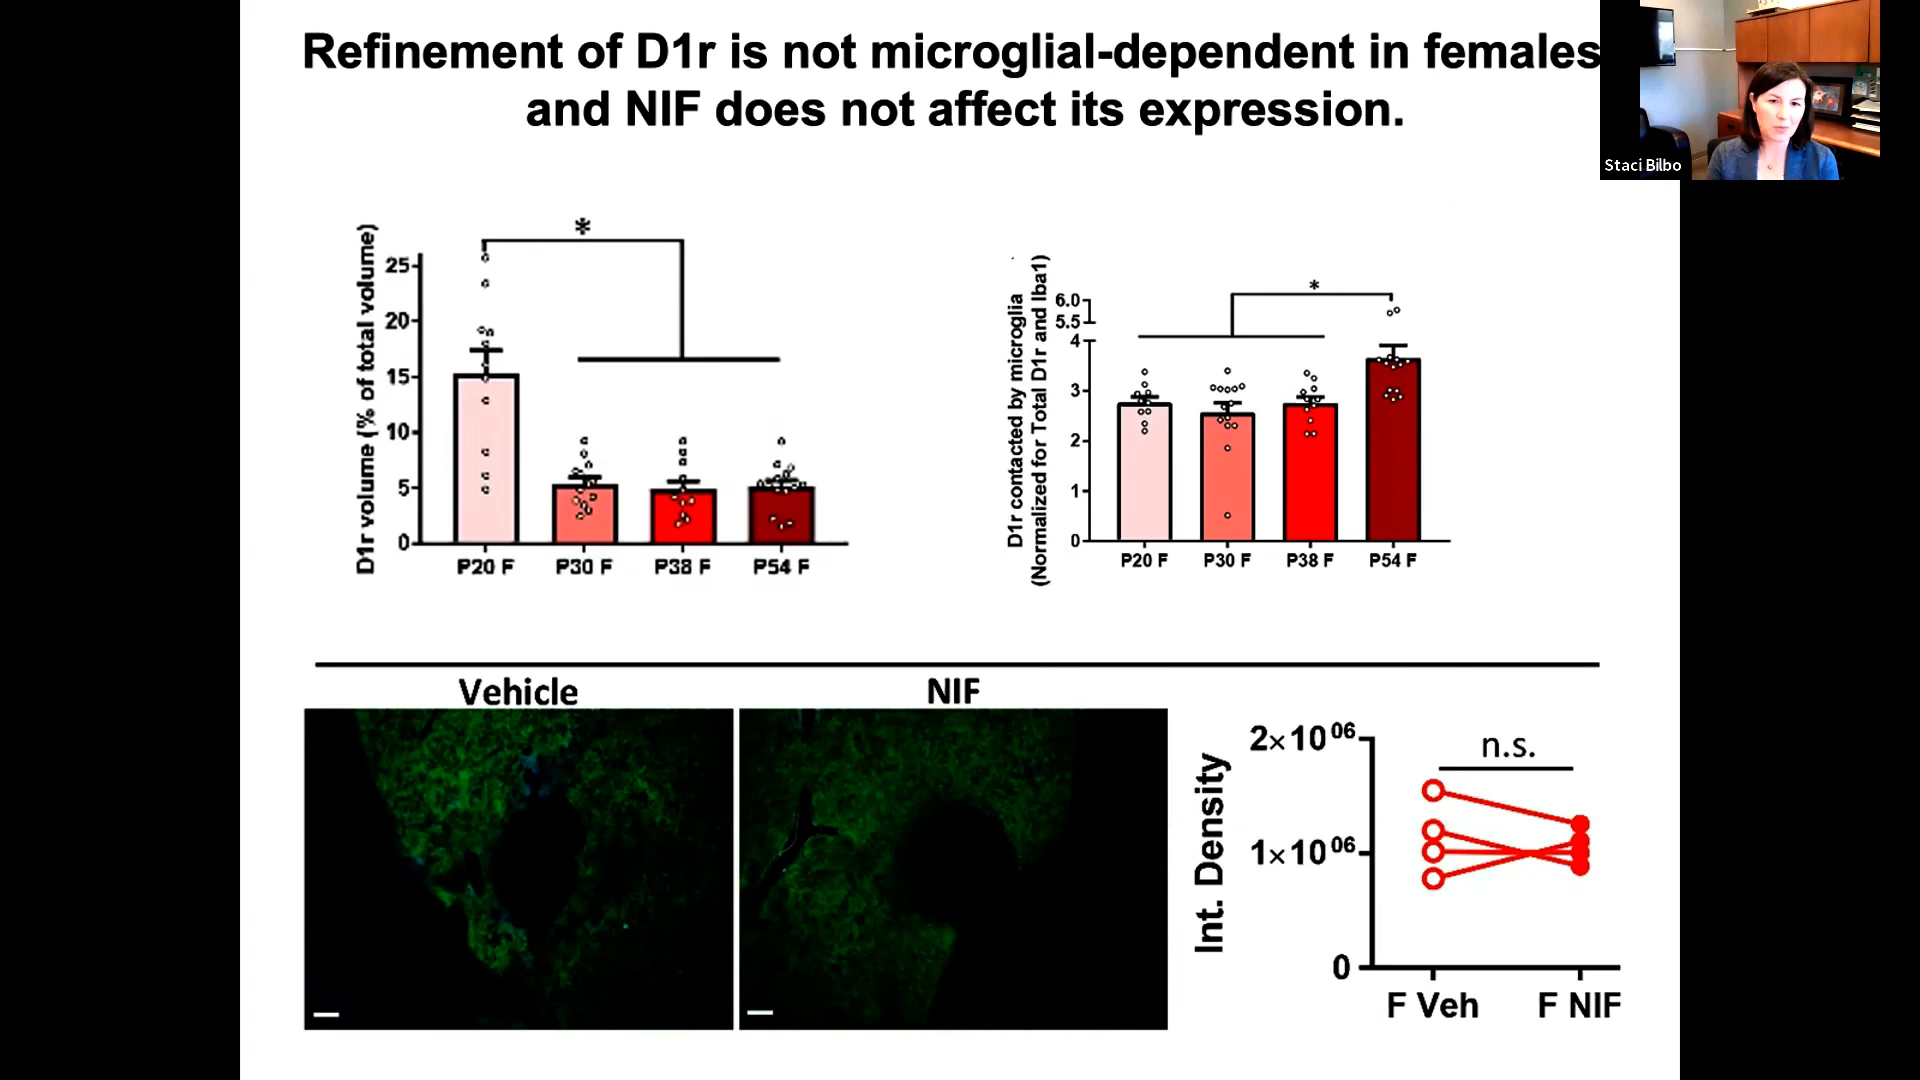 Refinement of D1r is not microglial-dependent in females
and NIF does not affect its expression.
Staci Bilbo
D1r volume (% of total volume)
25
20
15
10
5
0
*
P20 F
P30 F
P38 F
P54 F
D1r contacted by microglia
(Normalized for Total D1r and Iba1)
6.0
5.5
4
3
2
1
0
*
P20 F
P30 F
P38 F
P54 F
Vehicle
NIF
Int. Density
2×10 06
1×10 06
0
n.s.
F Veh
F NIF